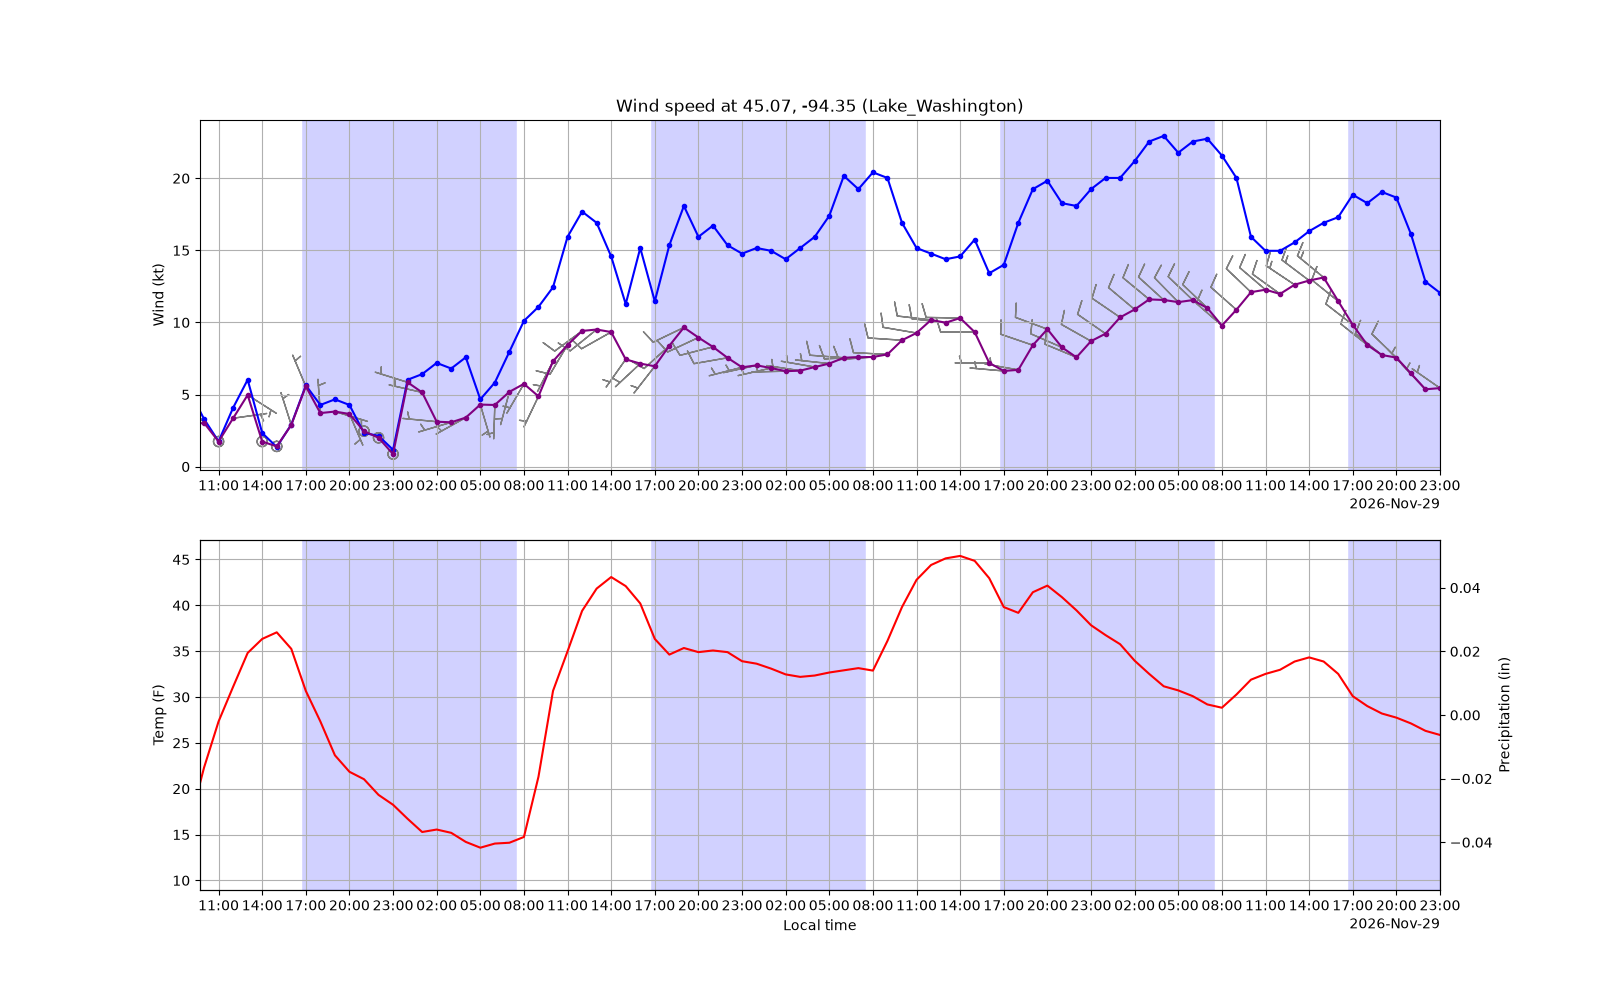 Wind speed at 45.07, -94.35 (Lake_Washington)
Wind (kt)
20
15
10
5
0
11:00 14:00 17:00 20:00 23:00 02:00 05:00 08:00 11:00 14:00 17:00 20:00 23:00 02:00 05:00 08:00 11:00 14:00 17:00 20:00 23:00 02:00 05:00 08:00 11:00 14:00 17:00 20:00 23:00
2026-Nov-29
Temp (F)
45
40
35
30
25
20
15
10
0.04
0.02
0.00
−0.02
−0.04
Precipitation (in)
11:00 14:00 17:00 20:00 23:00 02:00 05:00 08:00 11:00 14:00 17:00 20:00 23:00 02:00 05:00 08:00 11:00 14:00 17:00 20:00 23:00 02:00 05:00 08:00 11:00 14:00 17:00 20:00 23:00
Local time
2026-Nov-29